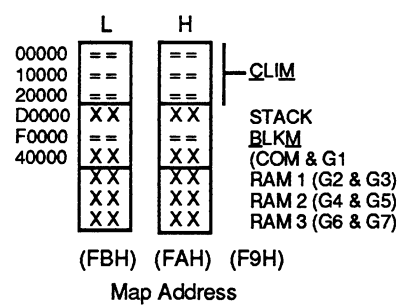 L H
00000 == ==
10000 == == CLIM
20000 == ==
D0000 XX XX STACK
F0000 == == BLKM
40000 XX XX (COM & G1
XX XX RAM 1 (G2 & G3)
XX XX RAM 2 (G4 & G5)
XX XX RAM 3 (G6 & G7)
(FBH) (FAH) (F9H)
Map Address